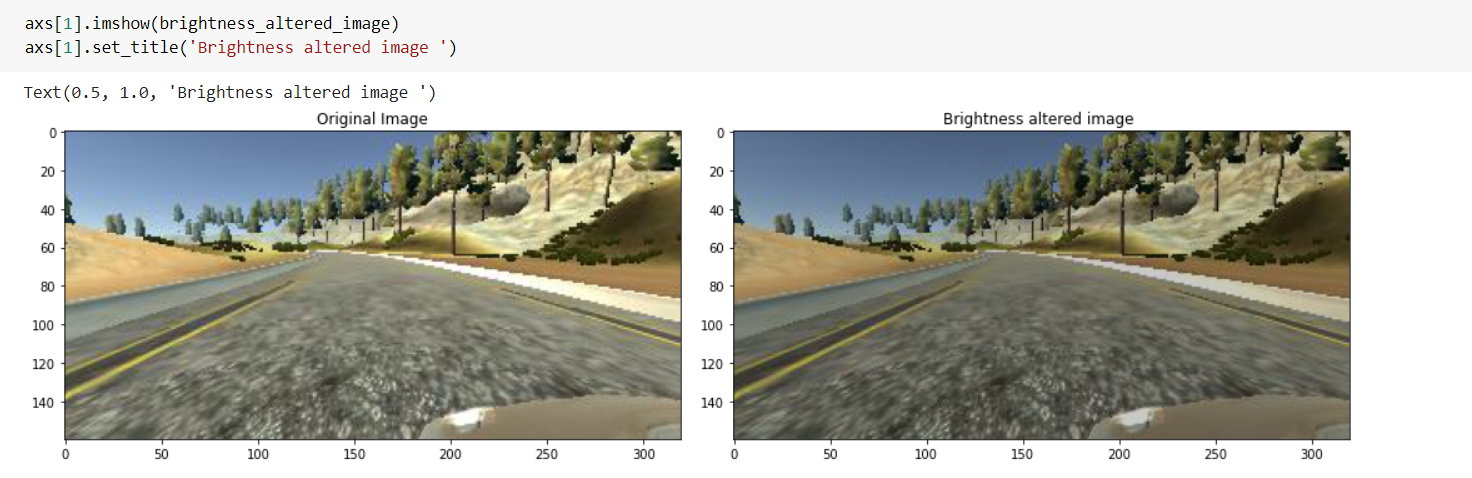 axs[1].imshow(brightness_altered_image)
axs[1].set_title('Brightness altered image ')
Text(0.5, 1.0, 'Brightness altered image ')
Original Image
0
20
40
60
80
100
120
140
0 50 100 150 200 250 300
Brightness altered image
0
20
40
60
80
100
120
140
0 50 100 150 200 250 300